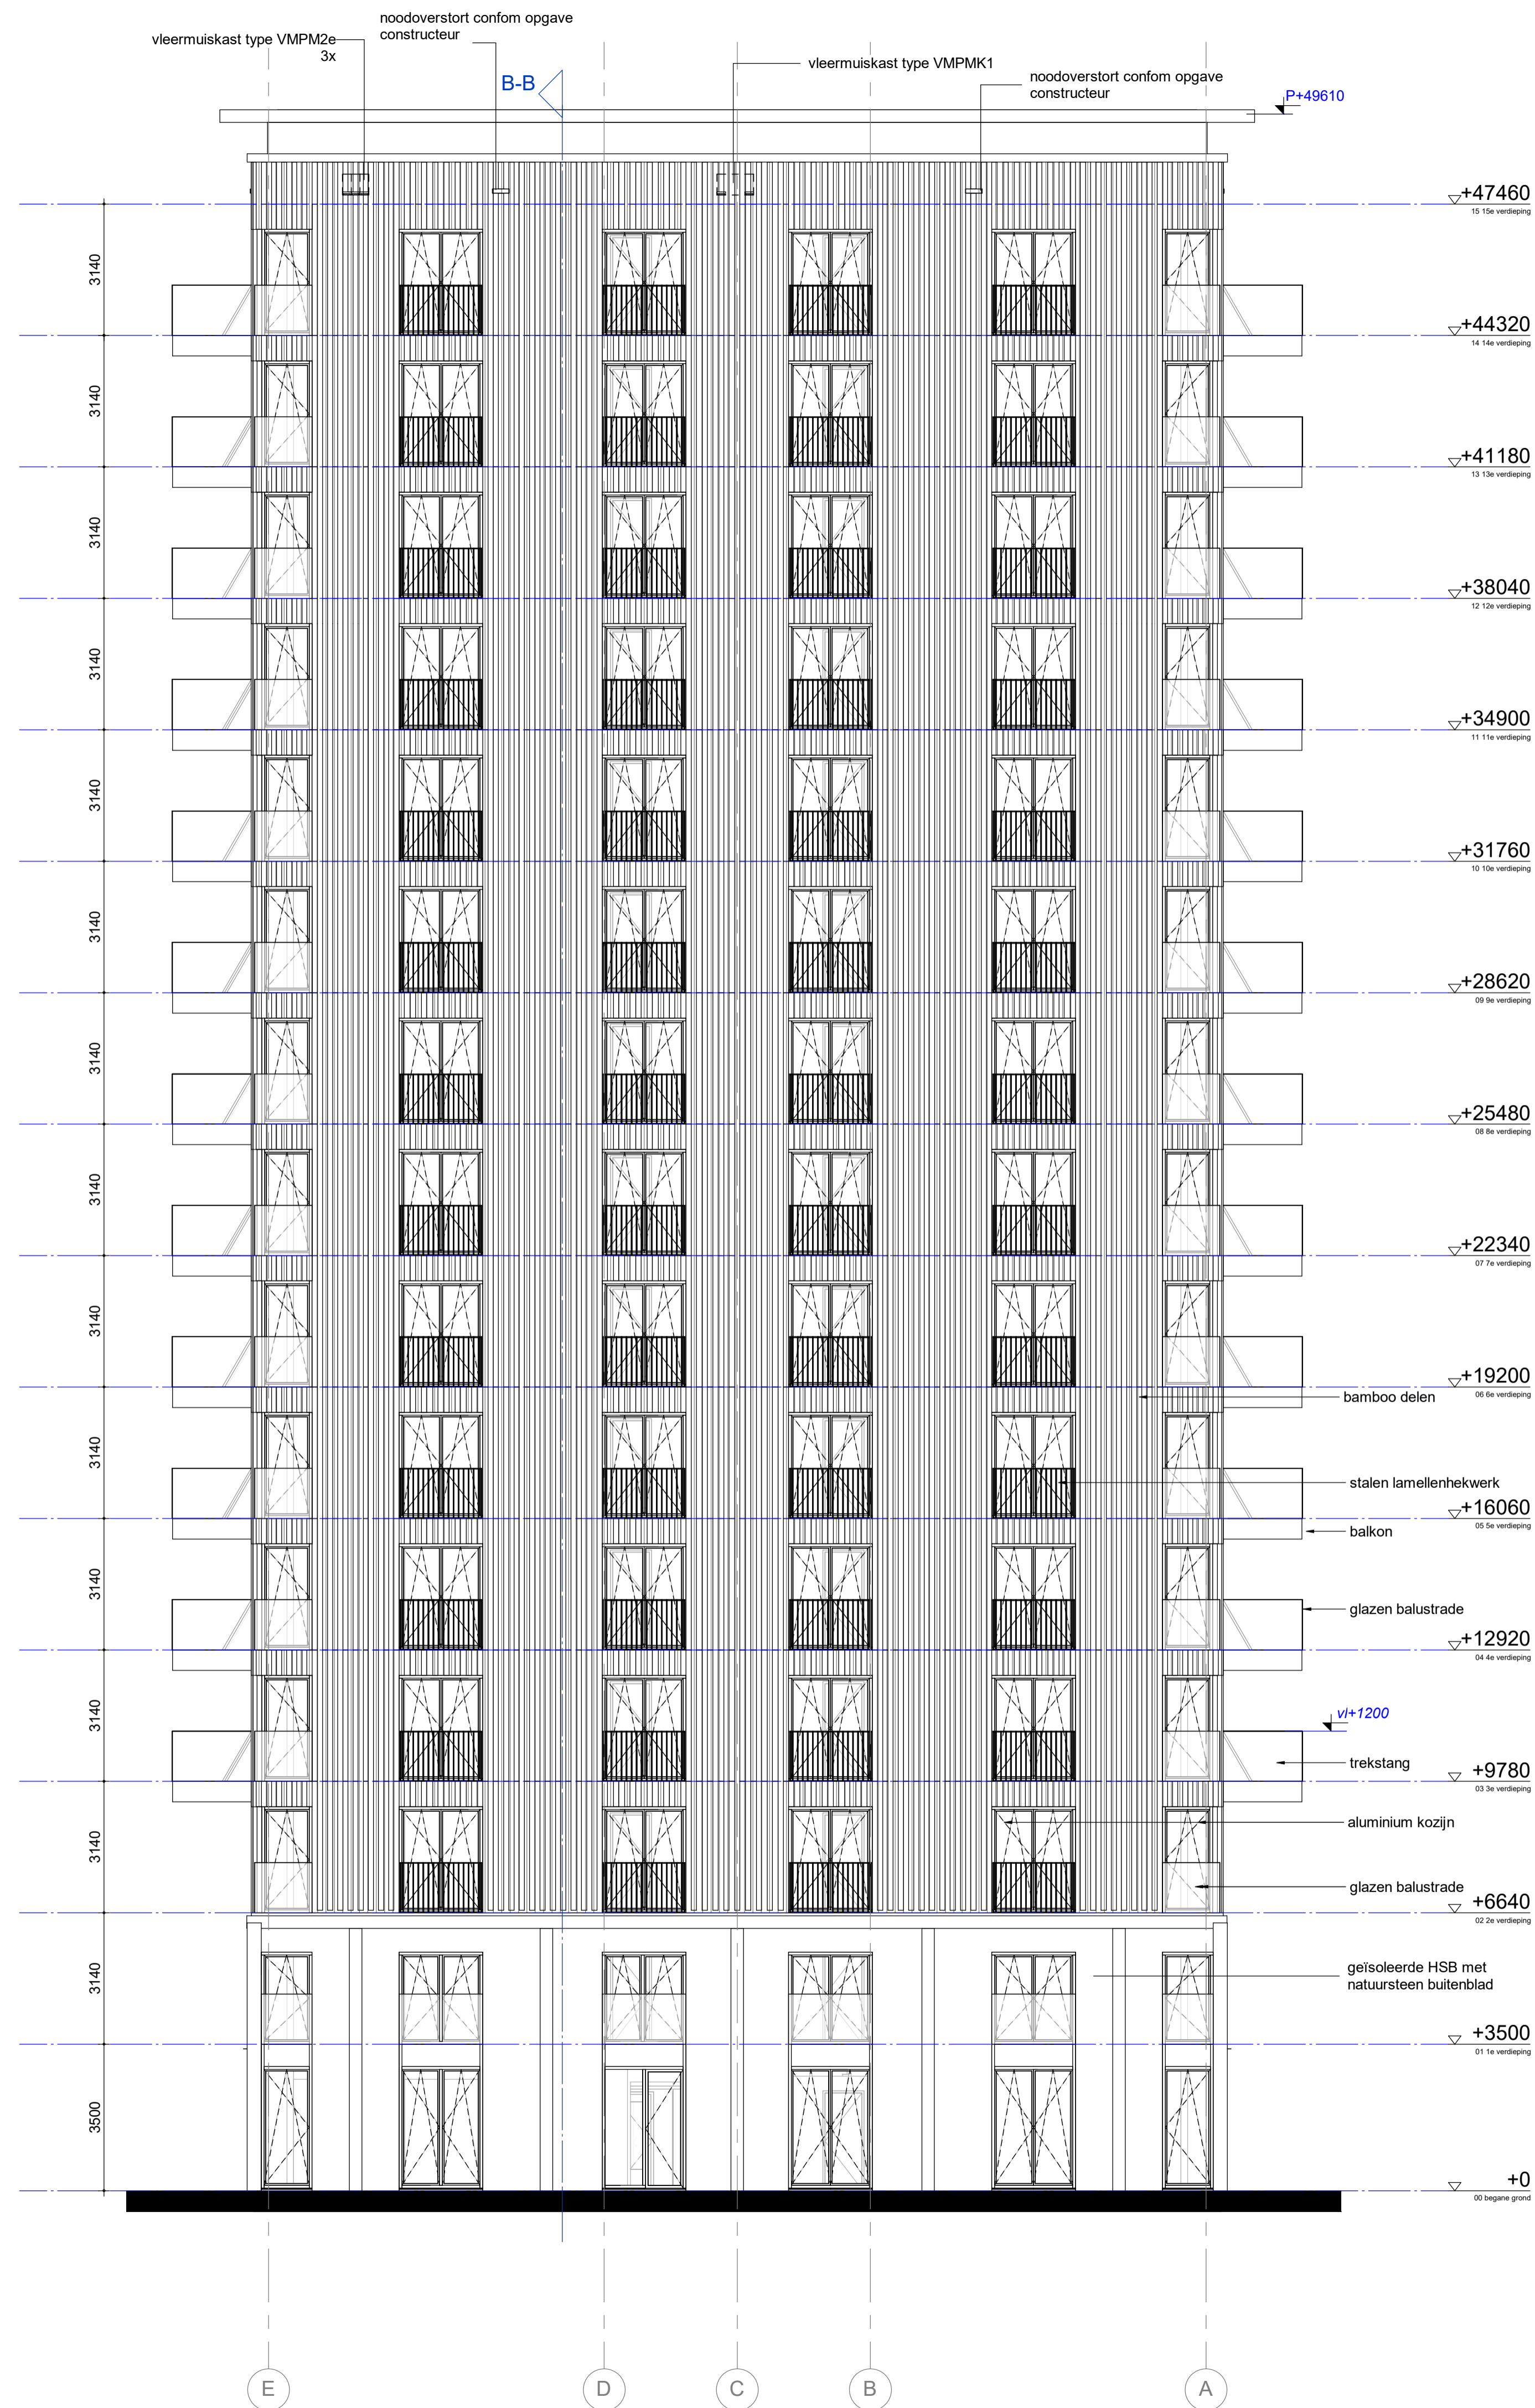 noodoverstort confom opgave
constructeur
vleermuiskast type VMPM2e
3x
vleermuiskast type VMPMK1
B-B
noodoverstort confom opgave
constructeur
P+49610
+47460
15 15e verdieping
3140
+44320
14 14e verdieping
3140
+41180
13 13e verdieping
3140
+38040
12 12e verdieping
3140
+34900
11 11e verdieping
3140
+31760
10 10e verdieping
3140
+28620
09 9e verdieping
3140
+25480
08 8e verdieping
3140
+22340
07 7e verdieping
3140
+19200
06 6e verdieping
bamboo delen
3140
stalen lamellenhekwerk
+16060
05 5e verdieping
balkon
3140
glazen balustrade
+12920
04 4e verdieping
3140
vl+1200
trekstang
+9780
03 3e verdieping
aluminium kozijn
3140
glazen balustrade
+6640
02 2e verdieping
geïsoleerde HSB met
natuursteen buitenblad
3140
+3500
01 1e verdieping
3500
+0
00 begane grond
E
D
C
B
A